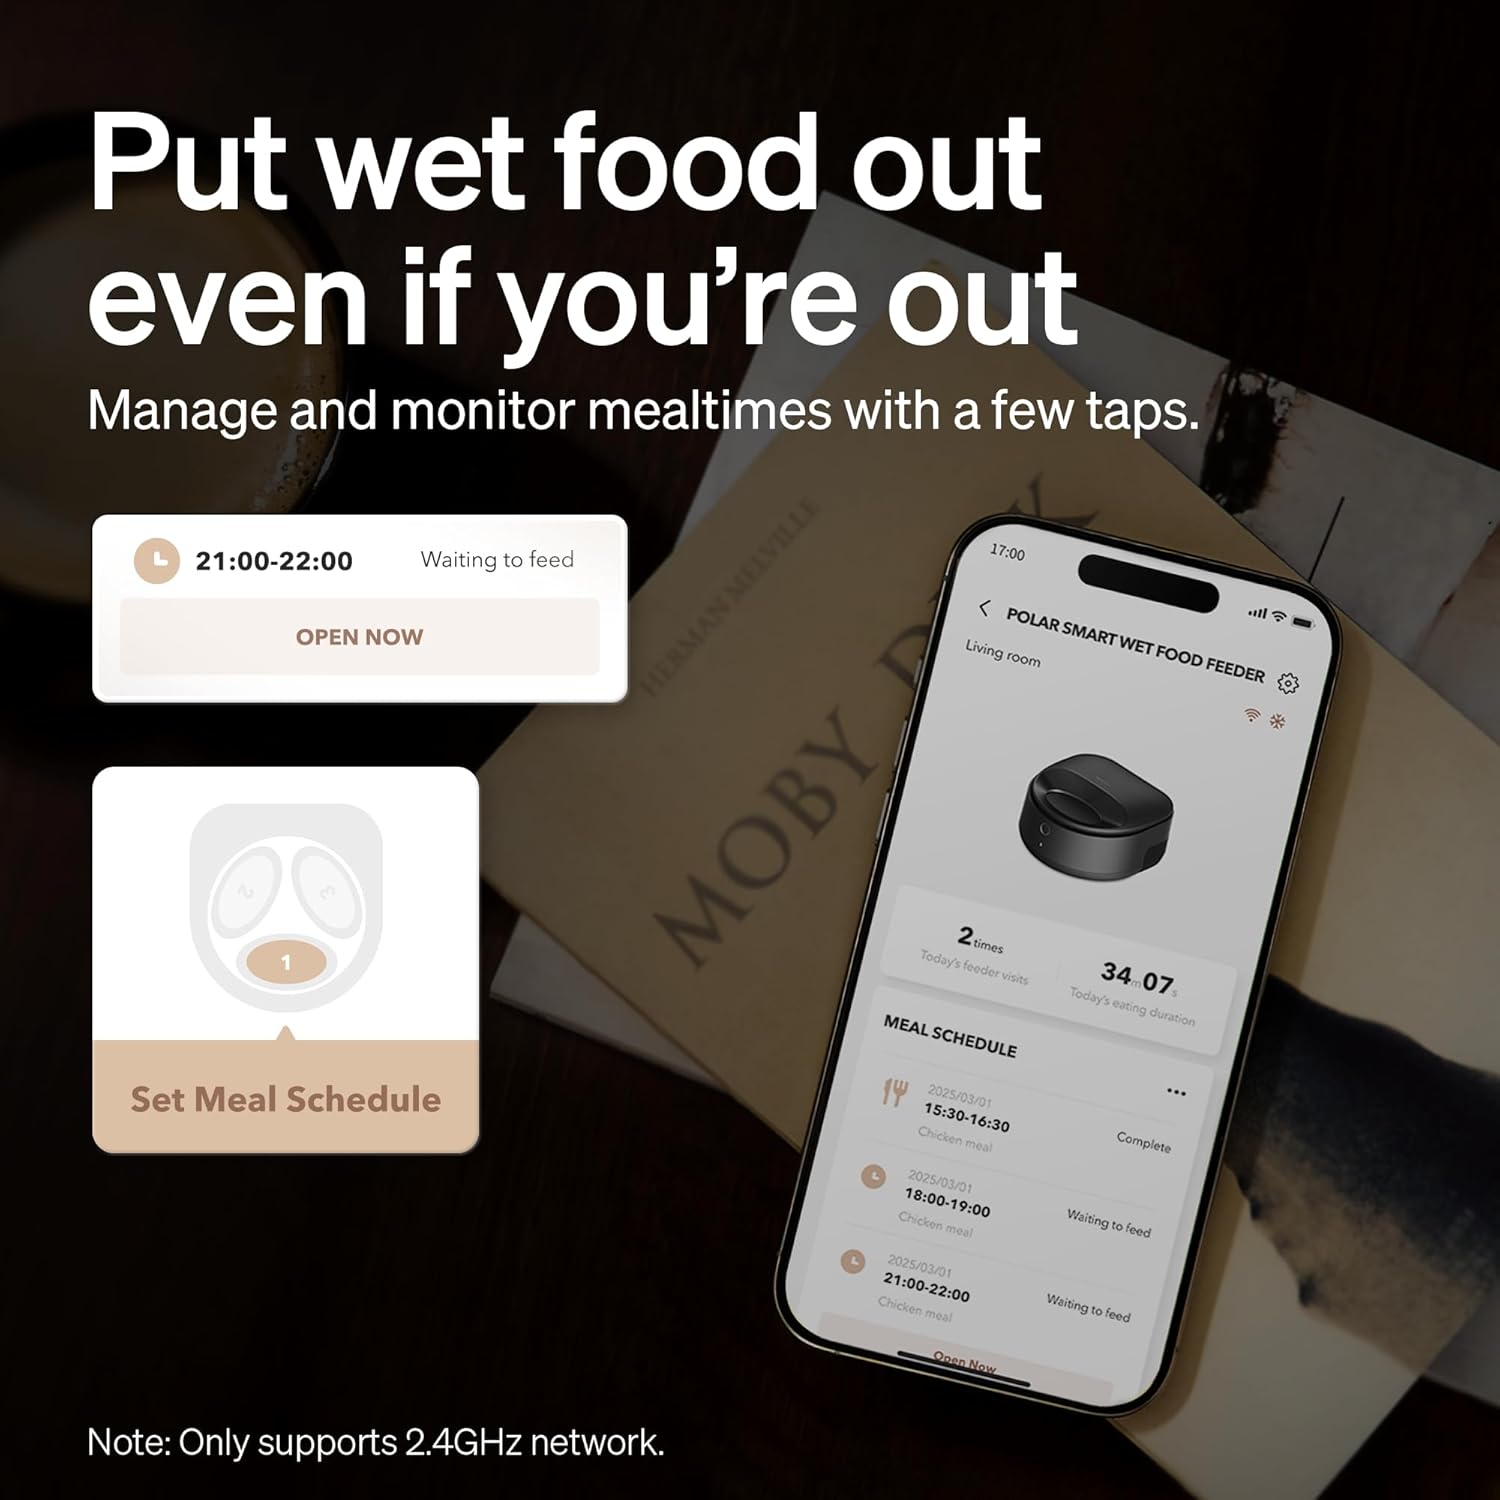 Put wet food out
even if you’re out
Manage and monitor mealtimes with a few taps.
21:00-22:00 Waiting to feed
OPEN NOW
2 3
1
Set Meal Schedule
HERMAN MELVILLE
MOBY D K
17:00
POLAR SMART WET FOOD FEEDER
Living room
2 times
Today's feeder visits
34m07s
Today's eating duration
MEAL SCHEDULE
2025/03/01
15:30-16:30
Chicken meal
Complete
2025/03/01
18:00-19:00
Chicken meal
Waiting to feed
2025/03/01
21:00-22:00
Chicken meal
Waiting to feed
Open Now
Note: Only supports 2.4GHz network.